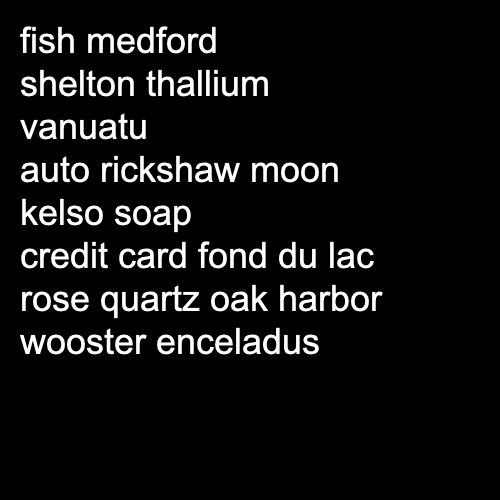 fish medford
shelton thallium
vanuatu
auto rickshaw moon
kelso soap
credit card fond du lac
rose quartz oak harbor
wooster enceladus